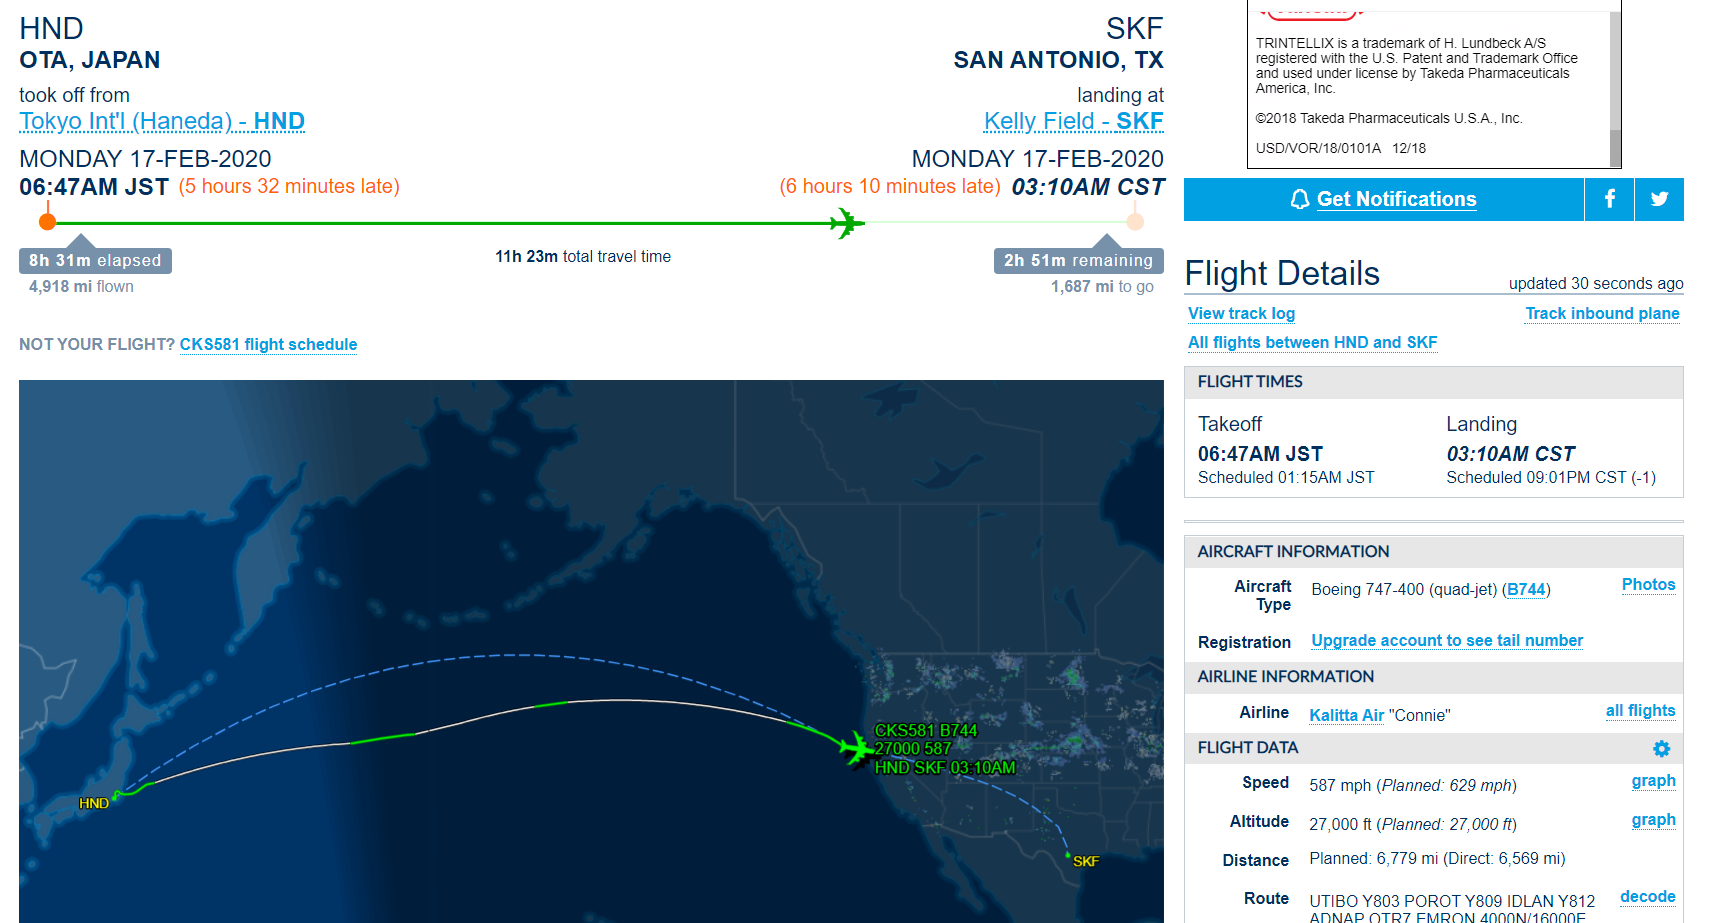 HND
OTA, JAPAN
took off from
Tokyo Int'l (Haneda) - HND
MONDAY 17-FEB-2020
06:47AM JST (5 hours 32 minutes late)
SKF
SAN ANTONIO, TX
landing at
Kelly Field - SKF
MONDAY 17-FEB-2020
(6 hours 10 minutes late) 03:10AM CST
8h 31m elapsed
4,918 mi flown
11h 23m total travel time
2h 51m remaining
1,687 mi to go
NOT YOUR FLIGHT? CKS581 flight schedule
CKS581 B744
27000 587
HND SKF 03:10AM
HND
SKF
TRINTELLIX is a trademark of H. Lundbeck A/S
registered with the U.S. Patent and Trademark Office
and used under license by Takeda Pharmaceuticals
America, Inc.
©2018 Takeda Pharmaceuticals U.S.A., Inc.
USD/VOR/18/0101A 12/18
Get Notifications
Flight Details
updated 30 seconds ago
View track log
Track inbound plane
All flights between HND and SKF
FLIGHT TIMES
Takeoff
06:47AM JST
Scheduled 01:15AM JST
Landing
03:10AM CST
Scheduled 09:01PM CST (-1)
AIRCRAFT INFORMATION
Aircraft
Type
Boeing 747-400 (quad-jet) (B744)
Photos
Registration
Upgrade account to see tail number
AIRLINE INFORMATION
Airline
Kalitta Air "Connie"
all flights
FLIGHT DATA
Speed
587 mph (Planned: 629 mph)
graph
Altitude
27,000 ft (Planned: 27,000 ft)
graph
Distance
Planned: 6,779 mi (Direct: 6,569 mi)
Route
UTIBO Y803 POROT Y809 IDLAN Y812
decode
ADNAP OTR7 EMRON 4000N/16000E